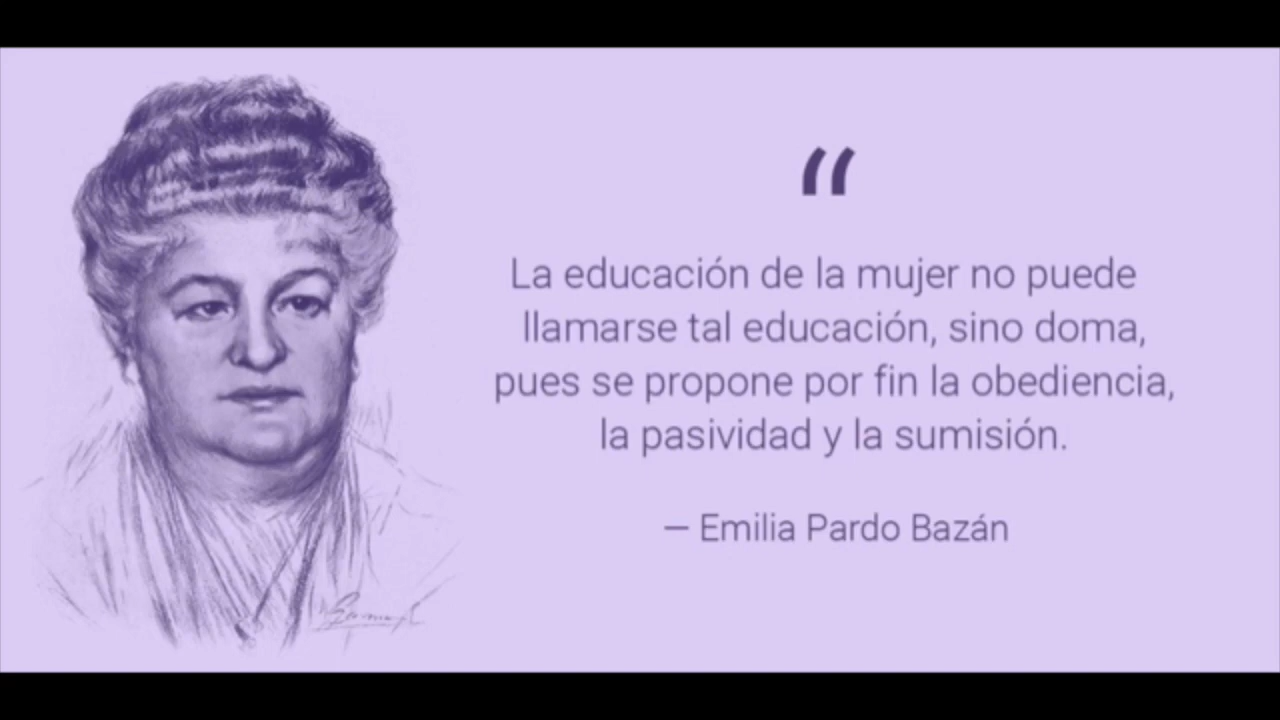 “
La educación de la mujer no puede
llamarse tal educación, sino doma,
pues se propone por fin la obediencia,
la pasividad y la sumisión.
— Emilia Pardo Bazán